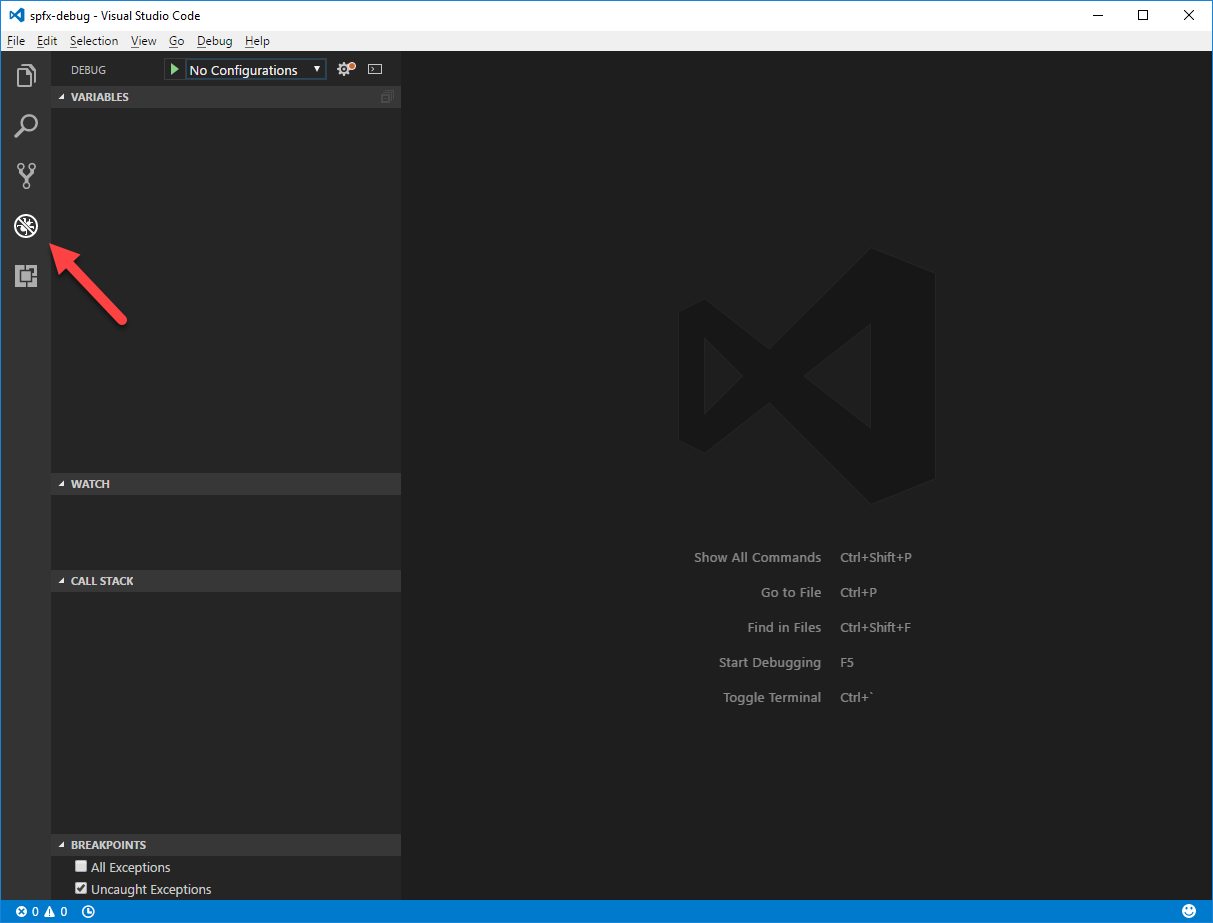 spfx-debug - Visual Studio Code
File Edit Selection View Go Debug Help
DEBUG No Configurations
VARIABLES
WATCH
CALL STACK
BREAKPOINTS
All Exceptions
Uncaught Exceptions
Show All Commands Ctrl+Shift+P
Go to File Ctrl+P
Find in Files Ctrl+Shift+F
Start Debugging F5
Toggle Terminal Ctrl+`
0 0